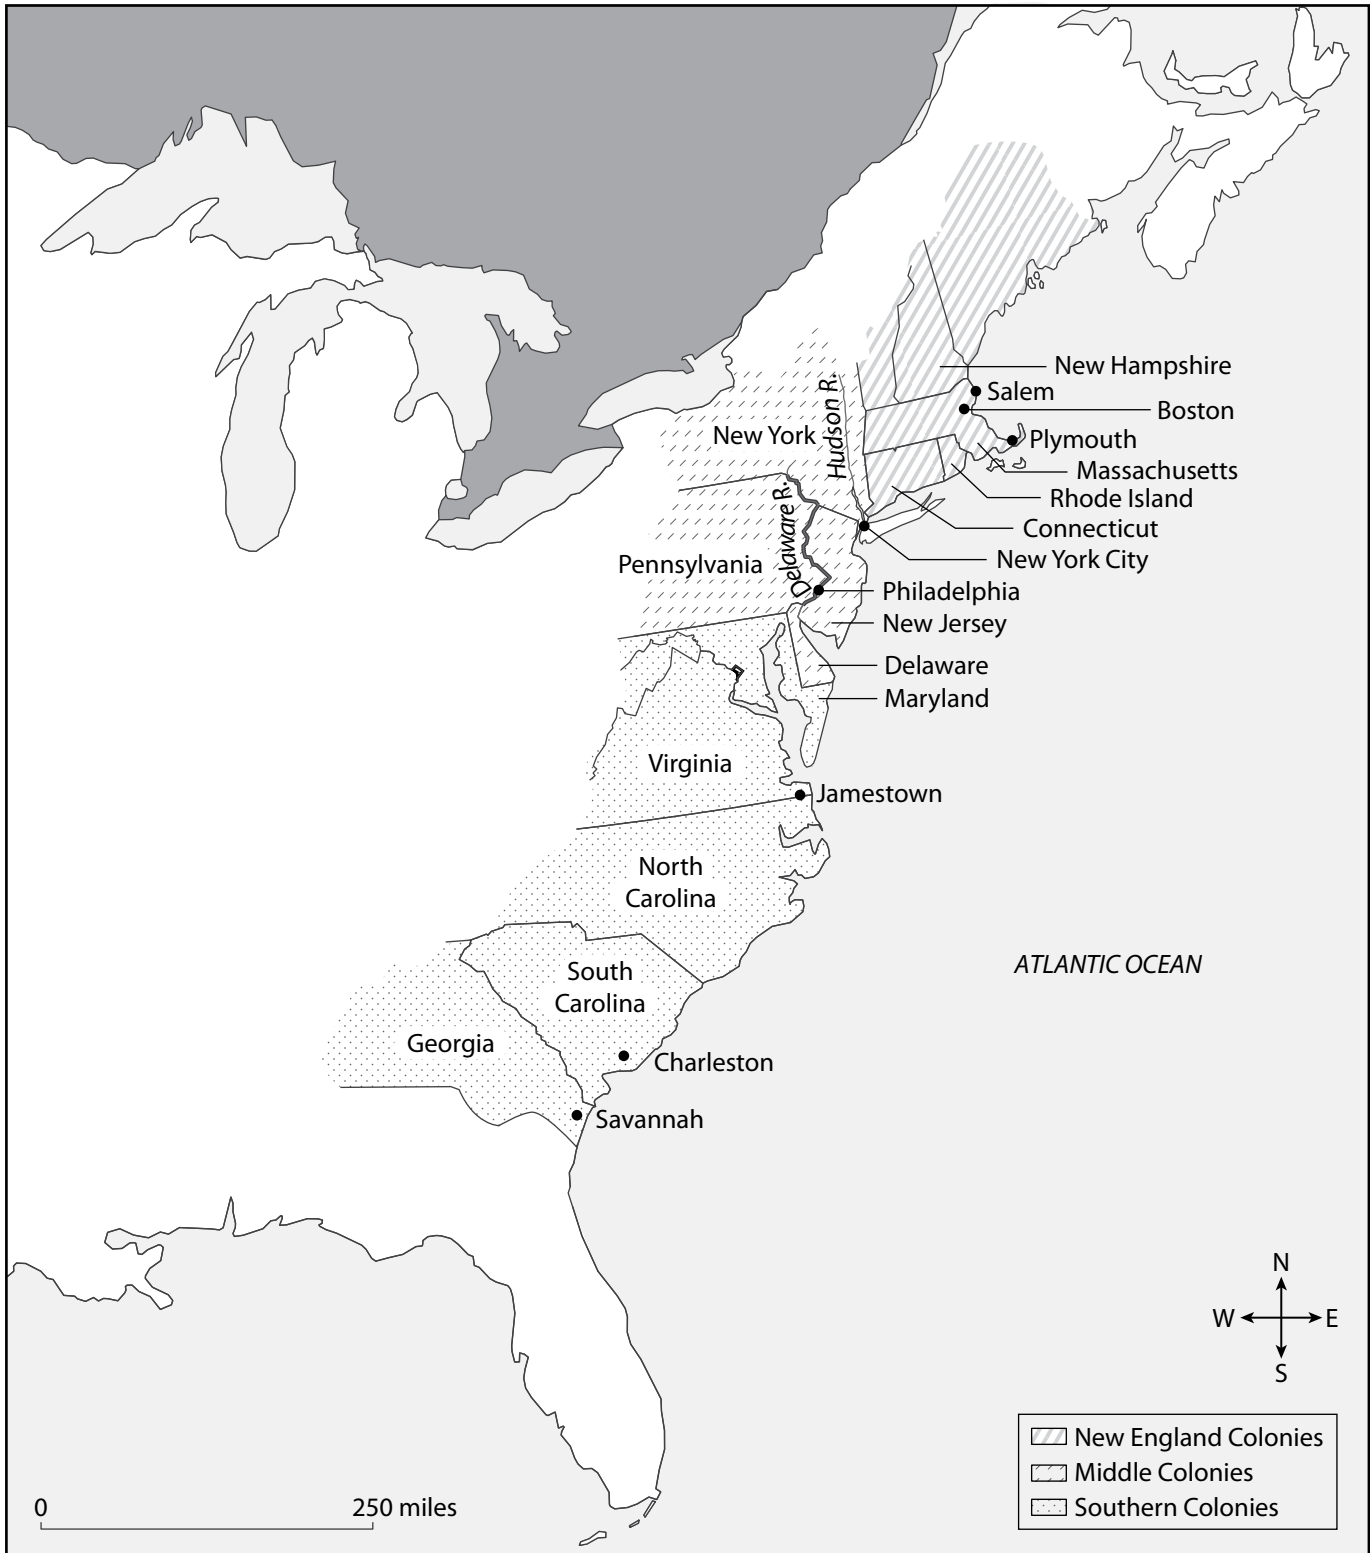 New Hampshire
Salem
Boston
Hudson R.
New York
Plymouth
Massachusetts
Rhode Island
Delaware R.
Connecticut
New York City
Pennsylvania
Philadelphia
New Jersey
Delaware
Maryland
Virginia
Jamestown
North
Carolina
ATLANTIC OCEAN
South
Carolina
Georgia
Charleston
Savannah
N
W
E
S
New England Colonies
Middle Colonies
Southern Colonies
0
250 miles